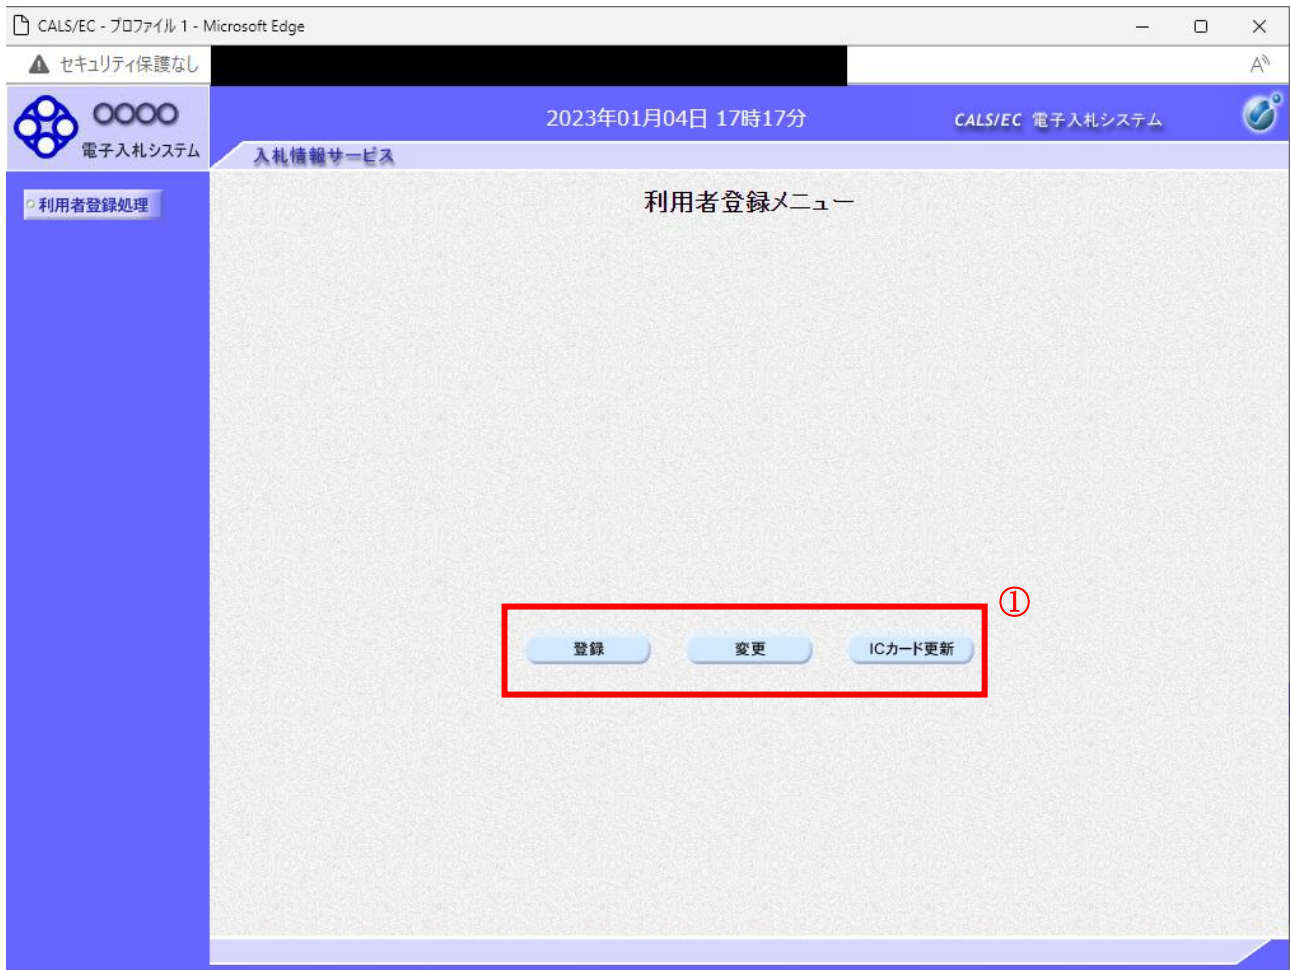 CALS/EC - プロファイル 1 - Microsoft Edge
セキュリティ保護なし
A
〇〇〇〇
電子入札システム
2023年01月04日 17時17分
CALS/EC 電子入札システム
入札情報サービス
利用者登録処理
利用者登録メニュー
①
登録
変更
ICカード更新